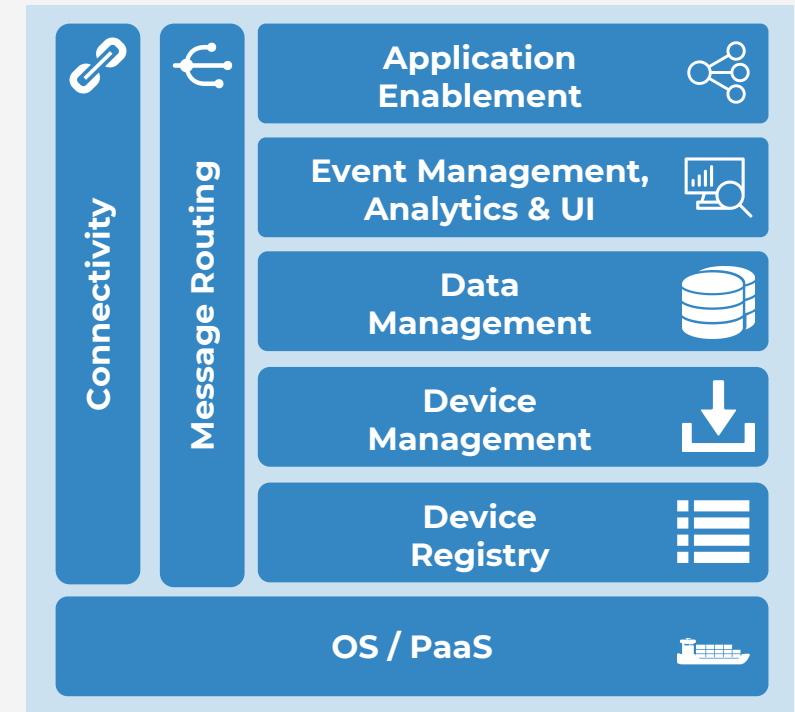 Connectivity
Message Routing
Application
Enablement
Event Management,
Analytics & UI
Data
Management
Device
Management
Device
Registry
OS / PaaS